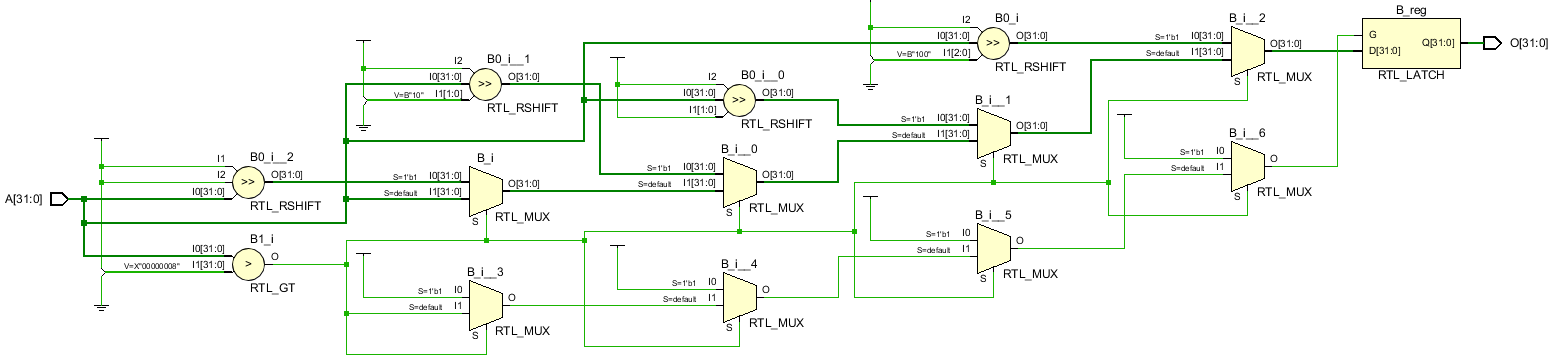 A[31:0]
I1
I2
I0[31:0]
B0_i__2
>>
O[31:0]
RTL_RSHIFT
I0[31:0]
V=X"00000008"
I1[31:0]
B1_i
>
O
RTL_GT
I2
I0[31:0]
V=B"10"
I1[1:0]
B0_i__1
>>
O[31:0]
RTL_RSHIFT
B_i
S=1'b1
I0[31:0]
S=default
I1[31:0]
S
O[31:0]
RTL_MUX
B_i__3
S=1'b1
I0
S=default
I1
S
O
RTL_MUX
I2
I0[31:0]
I1[1:0]
B0_i__0
>>
O[31:0]
RTL_RSHIFT
B_i__0
S=1'b1
I0[31:0]
S=default
I1[31:0]
S
O[31:0]
RTL_MUX
B_i__4
S=1'b1
I0
S=default
I1
S
O
RTL_MUX
I2
I0[31:0]
V=B"100"
I1[2:0]
B0_i
>>
O[31:0]
RTL_RSHIFT
B_i__1
S=1'b1
I0[31:0]
S=default
I1[31:0]
S
O[31:0]
RTL_MUX
B_i__5
S=1'b1
I0
S=default
I1
S
O
RTL_MUX
B_i__2
S=1'b1
I0[31:0]
S=default
I1[31:0]
S
O[31:0]
RTL_MUX
B_i__6
S=1'b1
I0
S=default
I1
S
O
RTL_MUX
B_reg
G
D[31:0]
Q[31:0]
RTL_LATCH
O[31:0]